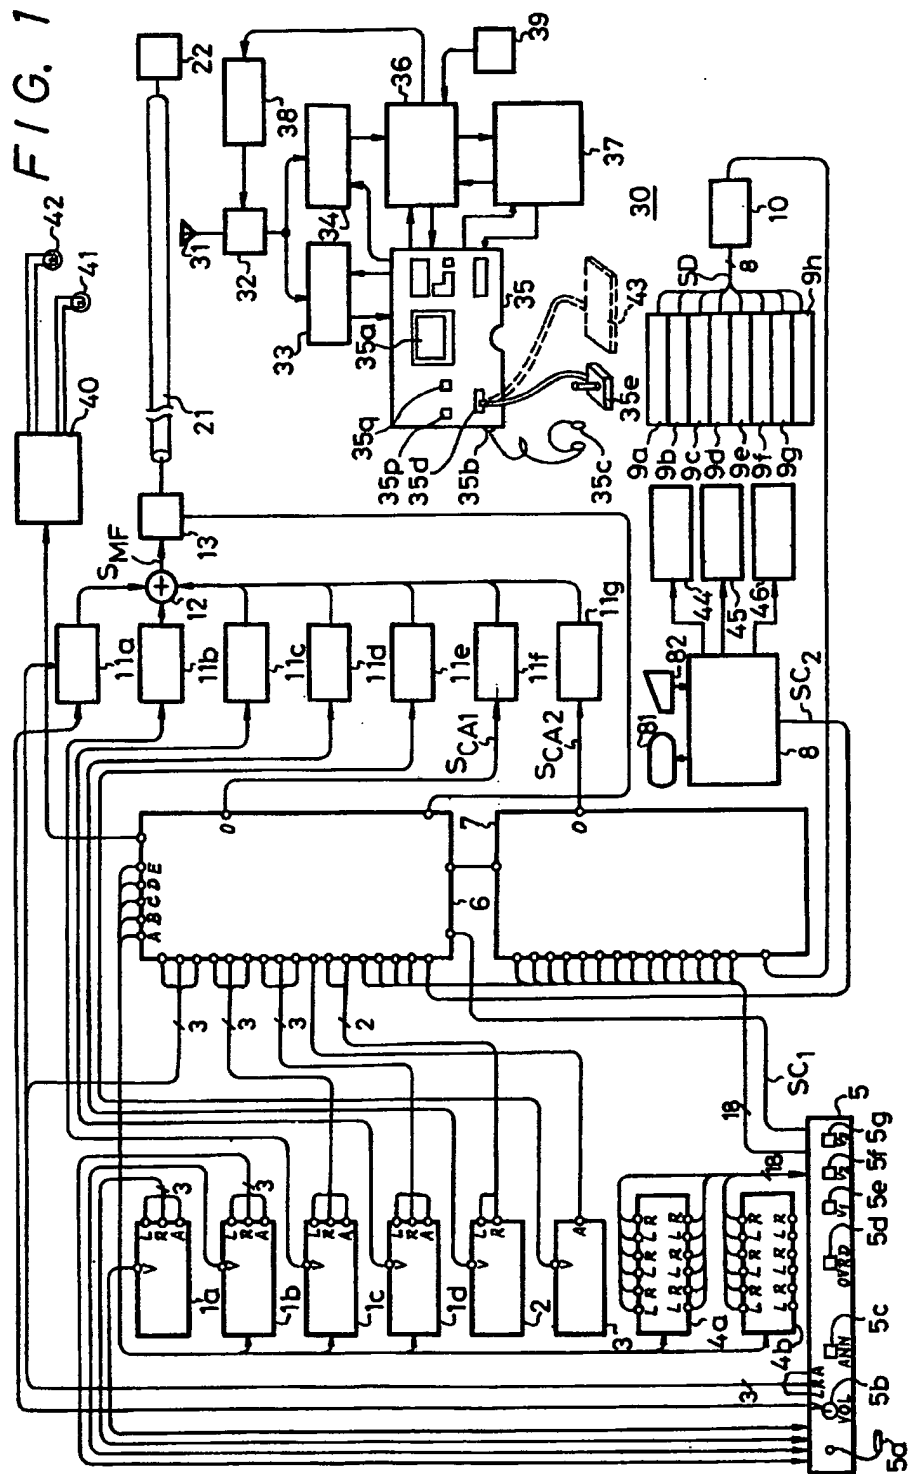 FIG. 1
42
41
40
22
21
13
SMF
12
11a
11b
11c
11d
11e
11f
11g
SCA1
SCA2
31
32
38
36
39
34
33
37
30
35
35a
35q
35p
35d
35b
35c
35e
43
9a
9b
9c
9d
9e
9f
9g
9h
SD
8
10
44
45
46
81
82
8
SC2
A B C D E
O
6
7
O
3
3
3
2
SC1
18
18
V
L
R
A
3
1a
V
L
R
A
3
1b
V
L
R
A
1c
V
L
R
A
1d
V
L
R
2
V
A
3
L R L R L R
L R L R L R
4a
L R L R L R
4b
3
V L R A
VOL
ANN
OVRD
V1
V2
5
5a
5b
5c
5d
5e
5f
5g